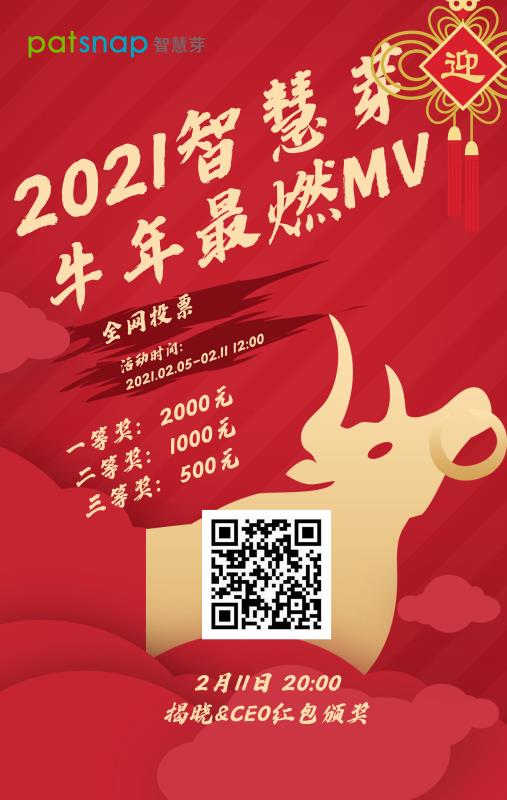 patsnap 智慧芽
迎
2021智慧芽
牛年最燃MV
全网投票
活动时间:
2021.02.05-02.11 12:00
一等奖: 2000元
二等奖: 1000元
三等奖: 500元
2月11日 20:00
揭晓&CEO红包颁奖